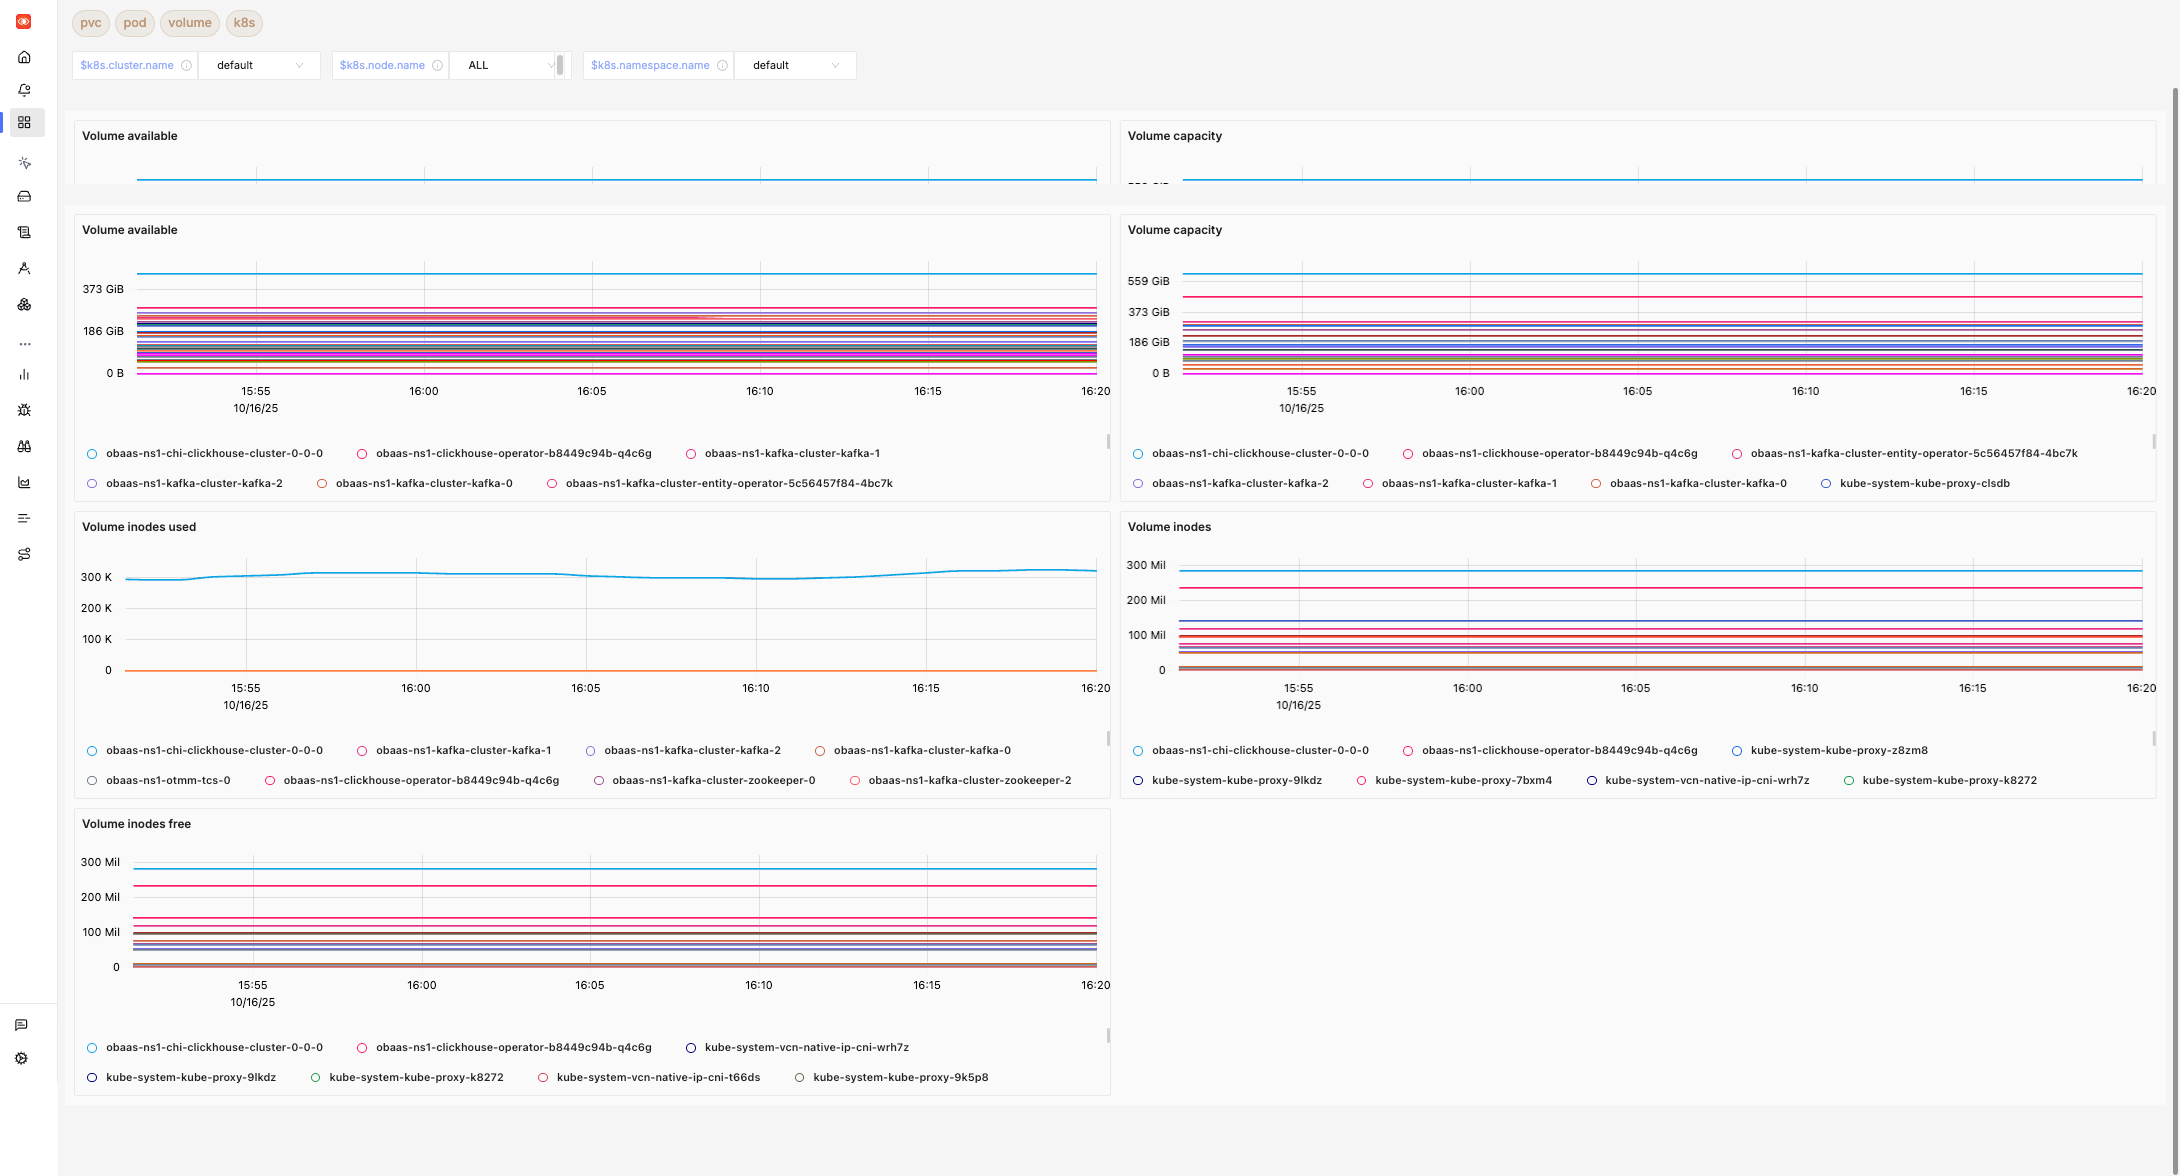 pvc pod volume k8s
$k8s.cluster.name default $k8s.node.name ALL $k8s.namespace.name default
Volume available
Volume capacity
Volume available
373 GiB
186 GiB
0 B
15:55 16:00 16:05 16:10 16:15 16:20
10/16/25
obaas-ns1-chi-clickhouse-cluster-0-0-0 obaas-ns1-clickhouse-operator-b8449c94b-q4c6g obaas-ns1-kafka-cluster-kafka-1
obaas-ns1-kafka-cluster-kafka-2 obaas-ns1-kafka-cluster-kafka-0 obaas-ns1-kafka-cluster-entity-operator-5c56457f84-4bc7k
Volume capacity
559 GiB
373 GiB
186 GiB
0 B
15:55 16:00 16:05 16:10 16:15 16:20
10/16/25
obaas-ns1-chi-clickhouse-cluster-0-0-0 obaas-ns1-clickhouse-operator-b8449c94b-q4c6g obaas-ns1-kafka-cluster-entity-operator-5c56457f84-4bc7k
obaas-ns1-kafka-cluster-kafka-2 obaas-ns1-kafka-cluster-kafka-1 obaas-ns1-kafka-cluster-kafka-0 kube-system-kube-proxy-clsdb
Volume inodes used
300 K
200 K
100 K
0
15:55 16:00 16:05 16:10 16:15 16:20
10/16/25
obaas-ns1-chi-clickhouse-cluster-0-0-0 obaas-ns1-kafka-cluster-kafka-1 obaas-ns1-kafka-cluster-kafka-2 obaas-ns1-kafka-cluster-kafka-0
obaas-ns1-otmm-tcs-0 obaas-ns1-clickhouse-operator-b8449c94b-q4c6g obaas-ns1-kafka-cluster-zookeeper-0 obaas-ns1-kafka-cluster-zookeeper-2
Volume inodes
300 Mil
200 Mil
100 Mil
0
15:55 16:00 16:05 16:10 16:15 16:20
10/16/25
obaas-ns1-chi-clickhouse-cluster-0-0-0 obaas-ns1-clickhouse-operator-b8449c94b-q4c6g kube-system-kube-proxy-z8zm8
kube-system-kube-proxy-9lkdz kube-system-kube-proxy-7bxm4 kube-system-vcn-native-ip-cni-wrh7z kube-system-kube-proxy-k8272
Volume inodes free
300 Mil
200 Mil
100 Mil
0
15:55 16:00 16:05 16:10 16:15 16:20
10/16/25
obaas-ns1-chi-clickhouse-cluster-0-0-0 obaas-ns1-clickhouse-operator-b8449c94b-q4c6g kube-system-vcn-native-ip-cni-wrh7z
kube-system-kube-proxy-9lkdz kube-system-kube-proxy-k8272 kube-system-vcn-native-ip-cni-t66ds kube-system-kube-proxy-9k5p8